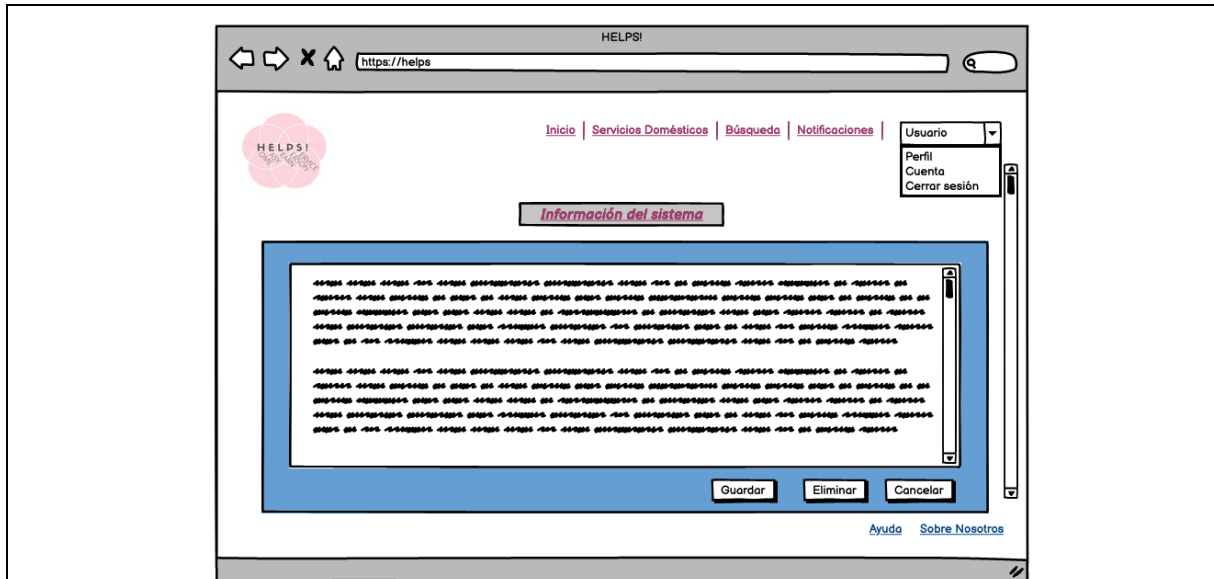 HELPS!
https://helps
HELPS!
Inicio Servicios Domésticos Búsqueda Notificaciones Usuario
Perfil
Cuenta
Cerrar sesión
Información del sistema
Guardar Eliminar Cancelar
Ayuda Sobre Nosotros